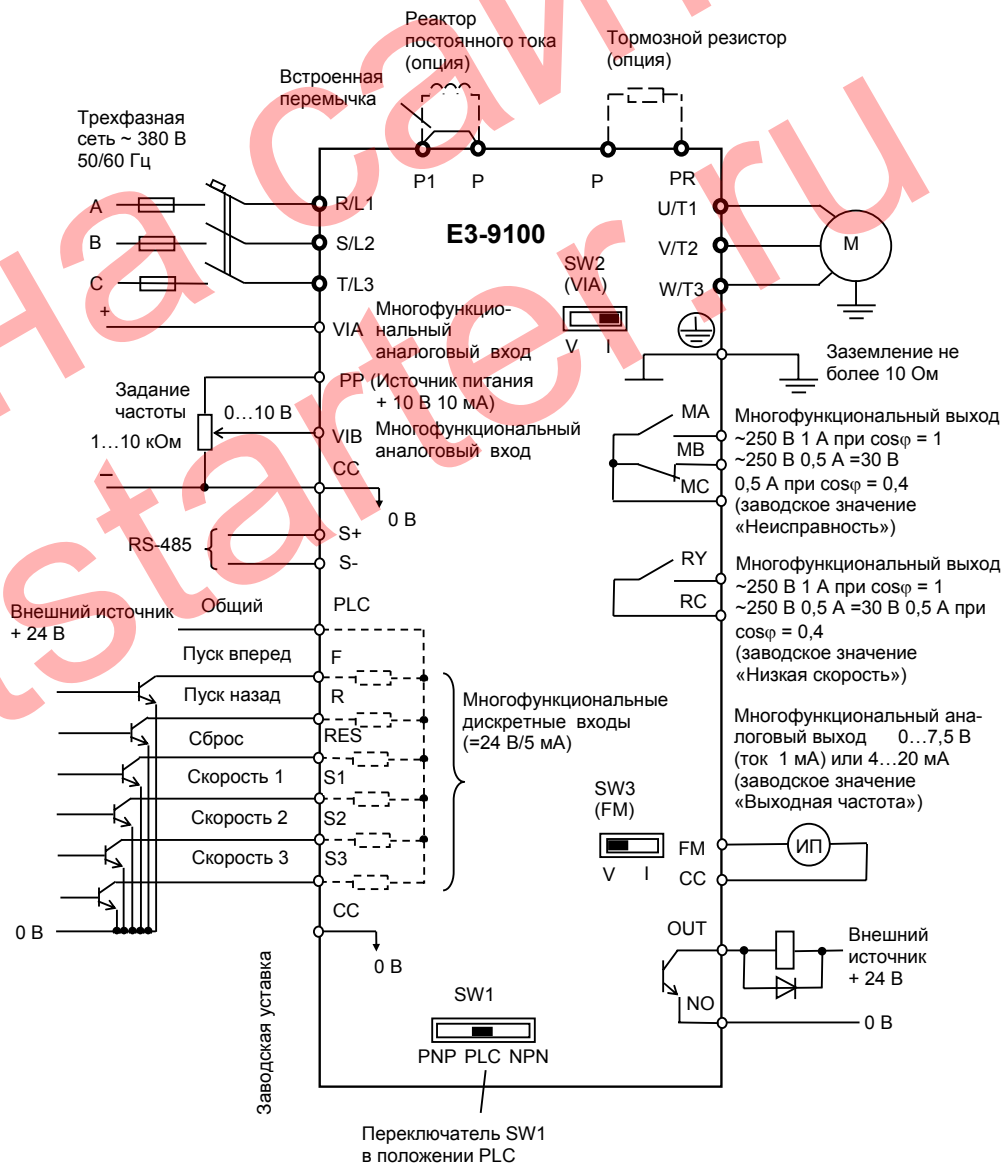 Реактор
постоянного тока
(опция)
Тормозной резистор
(опция)
Встроенная
перемычка
Трехфазная
сеть ~ 380 В
50/60 Гц
P1
P
P
PR
A
B
C
R/L1
S/L2
T/L3
E3-9100
U/T1
V/T2
W/T3
М
SW2
(VIA)
V I
+
VIA
Многофункцио-
нальный
аналоговый вход
Заземление не
более 10 Ом
PP (Источник питания
+ 10 В 10 мА)
Задание
частоты
0...10 В
1...10 кОм
VIB
Многофункциональный
аналоговый вход
–
CC
0 В
MA
MB
MC
Многофункциональный выход
~250 В 1 А при cosφ = 1
~250 В 0,5 А =30 В
0,5 А при cosφ = 0,4
(заводское значение
«Неисправность»)
RS-485
S+
S-
RY
RC
Многофункциональный выход
~250 В 1 А при cosφ = 1
~250 В 0,5 А =30 В 0,5 А при
cosφ = 0,4
(заводское значение
«Низкая скорость»)
Внешний источник
+ 24 В
Общий
PLC
Пуск вперед
F
Пуск назад
R
Сброс
RES
Скорость 1
S1
Скорость 2
S2
Скорость 3
S3
CC
0 В
0 В
Многофункциональные
дискретные входы
(=24 В/5 мА)
Многофункциональный ана-
логовый выход 0...7,5 В
(ток 1 мА) или 4...20 мА
(заводское значение
«Выходная частота»)
SW3
(FM)
V I
FM
CC
ИП
OUT
NO
Внешний
источник
+ 24 В
0 В
Заводская уставка
SW1
PNP PLC NPN
Переключатель SW1
в положении PLC
на сай
starter.ru